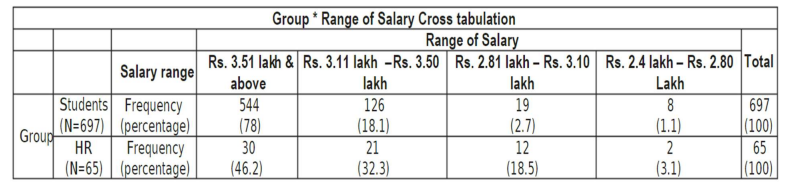 Group * Range of Salary Cross tabulation
Range of Salary
Salary range Rs. 3.51 lakh & above Rs. 3.11 lakh –Rs. 3.50 lakh Rs. 2.81 lakh – Rs. 3.10 lakh Rs. 2.4 lakh – Rs. 2.80 Lakh Total
Group
Students Frequency 544 126 19 8 697
(N=697) (percentage) (78) (18.1) (2.7) (1.1) (100)
HR Frequency 30 21 12 2 65
(N=65) (percentage) (46.2) (32.3) (18.5) (3.1) (100)